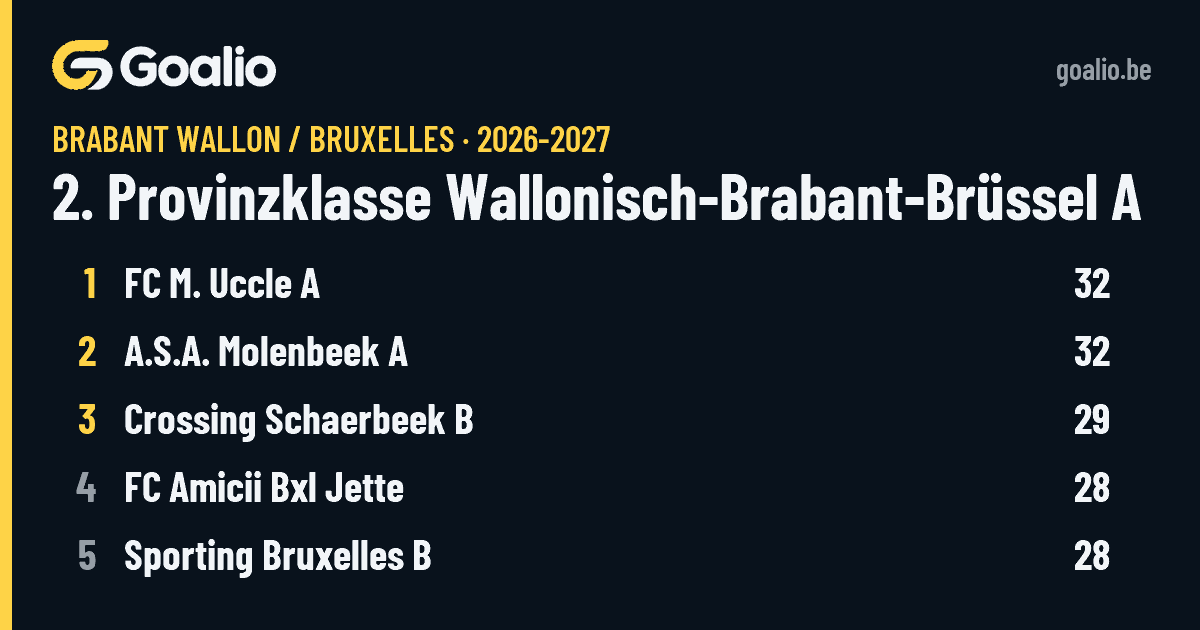 Goalio
goalio.be
BRABANT WALLON / BRUXELLES · 2026-2027
2. Provinzklasse Wallonisch-Brabant-Brüssel A
1 FC M. Uccle A 32
2 A.S.A. Molenbeek A 32
3 Crossing Schaerbeek B 29
4 FC Amicii Bxl Jette 28
5 Sporting Bruxelles B 28